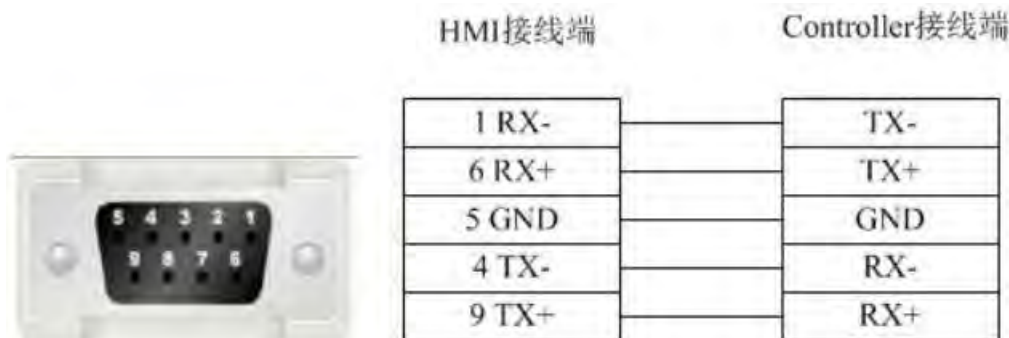 HMI接线端 Controller接线端
1 RX- TX-
6 RX+ TX+
5 GND GND
4 TX- RX-
9 TX+ RX+
5 4 3 2 1
9 8 7 6